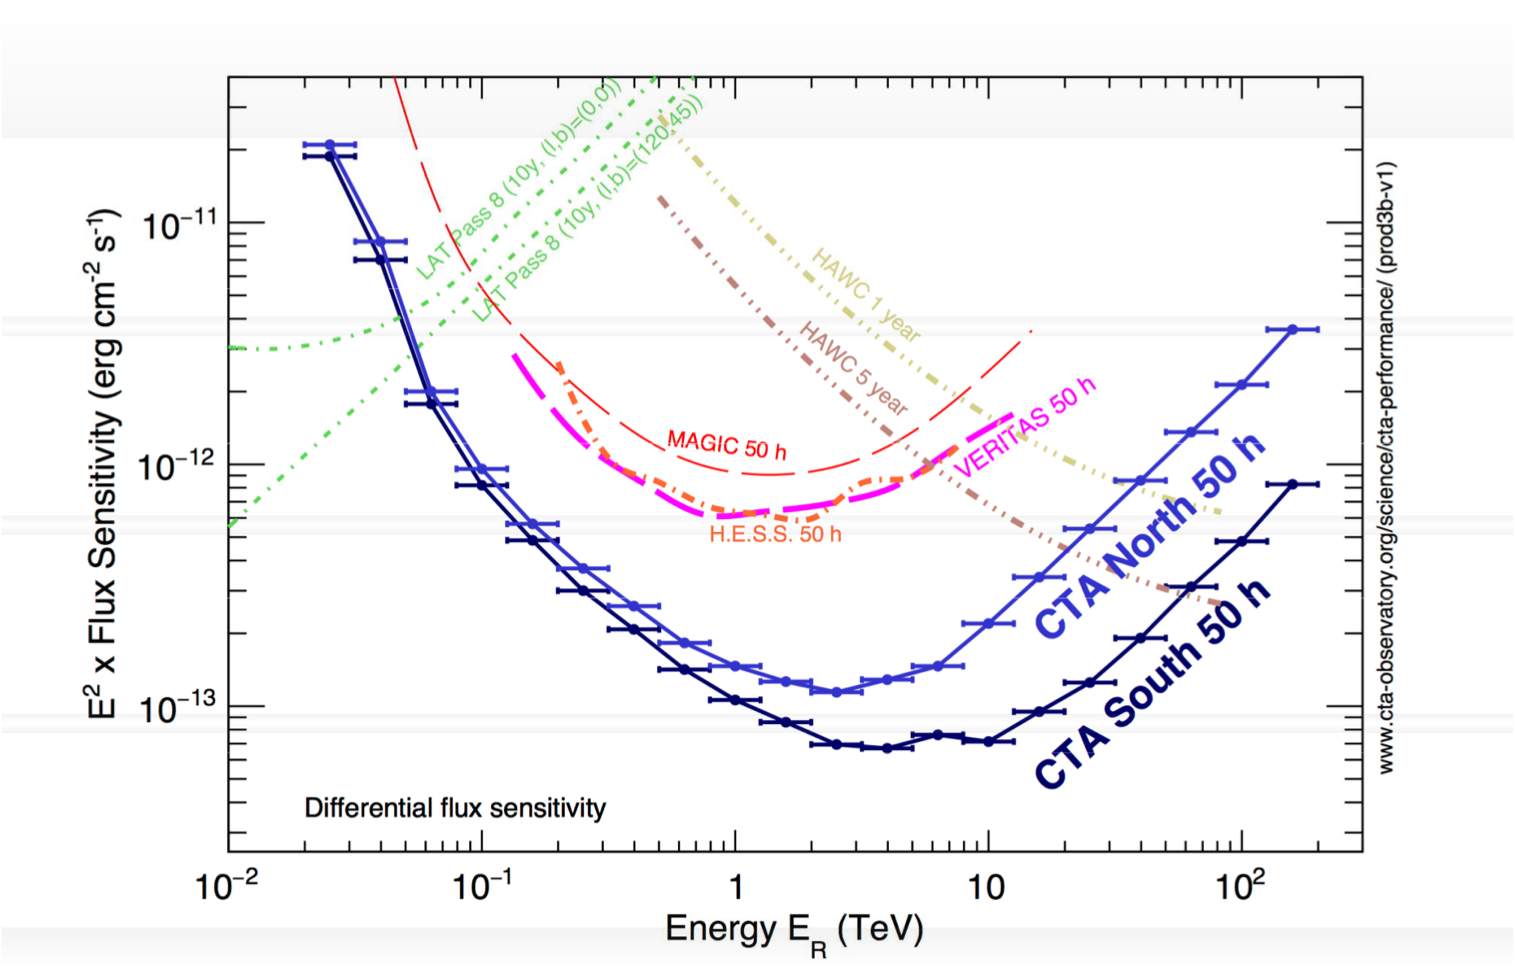 LAT Pass 8 (10y, (l,b)=(0,0))
LAT Pass 8 (10y, (l,b)=(120,45))
HAWC 1 year
HAWC 5 year
MAGIC 50 h
VERITAS 50 h
H.E.S.S. 50 h
CTA North 50 h
CTA South 50 h
Differential flux sensitivity
E² x Flux Sensitivity (erg cm⁻² s⁻¹)
10⁻¹¹
10⁻¹²
10⁻¹³
10⁻²
10⁻¹
1
10
10²
Energy E_R (TeV)
www.cta-observatory.org/science/cta-performance/ (prod3b-v1)